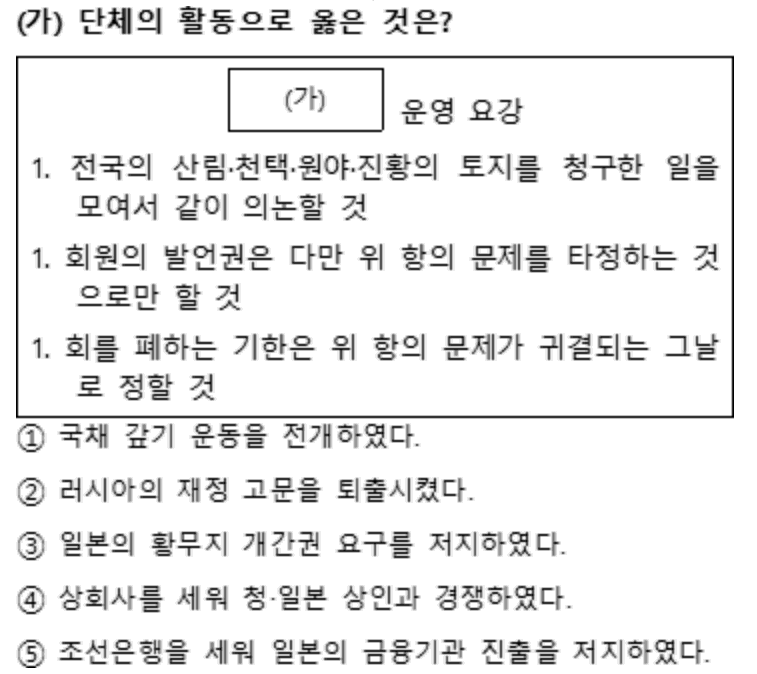 (가) 단체의 활동으로 옳은 것은?
(가) 운영 요강
1. 전국의 산림·천택·원야·진황의 토지를 청구한 일을
모여서 같이 의논할 것
1. 회원의 발언권은 다만 위 항의 문제를 타정하는 것
으로만 할 것
1. 회를 폐하는 기한은 위 항의 문제가 귀결되는 그날
로 정할 것
① 국채 갚기 운동을 전개하였다.
② 러시아의 재정 고문을 퇴출시켰다.
③ 일본의 황무지 개간권 요구를 저지하였다.
④ 상회사를 세워 청·일본 상인과 경쟁하였다.
⑤ 조선은행을 세워 일본의 금융기관 진출을 저지하였다.